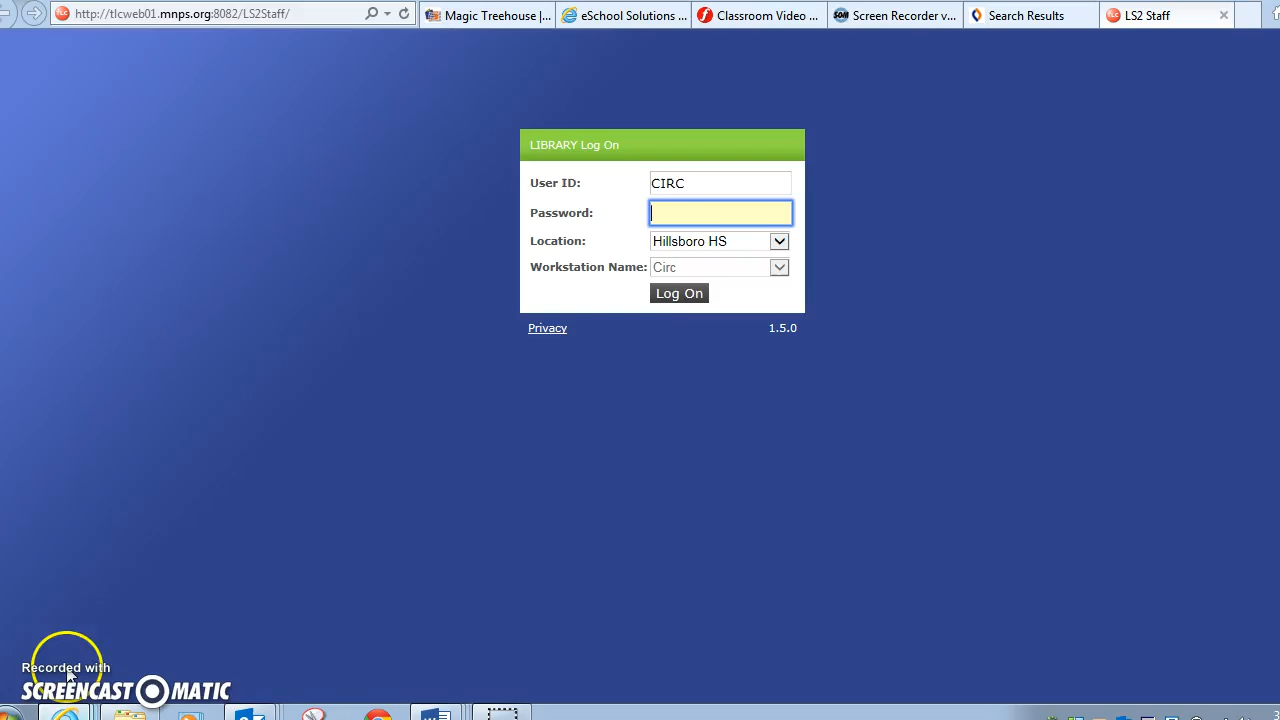 http://tlcweb01.mnps.org:8082/LS2Staff/
Magic Treehouse |...
eSchool Solutions ...
Classroom Video ...
Screen Recorder v...
Search Results
LS2 Staff
LIBRARY Log On
User ID: CIRC
Password:
Location: Hillsboro HS
Workstation Name: Circ
Log On
Privacy 1.5.0
Recorded with
SCREENCAST MATIC